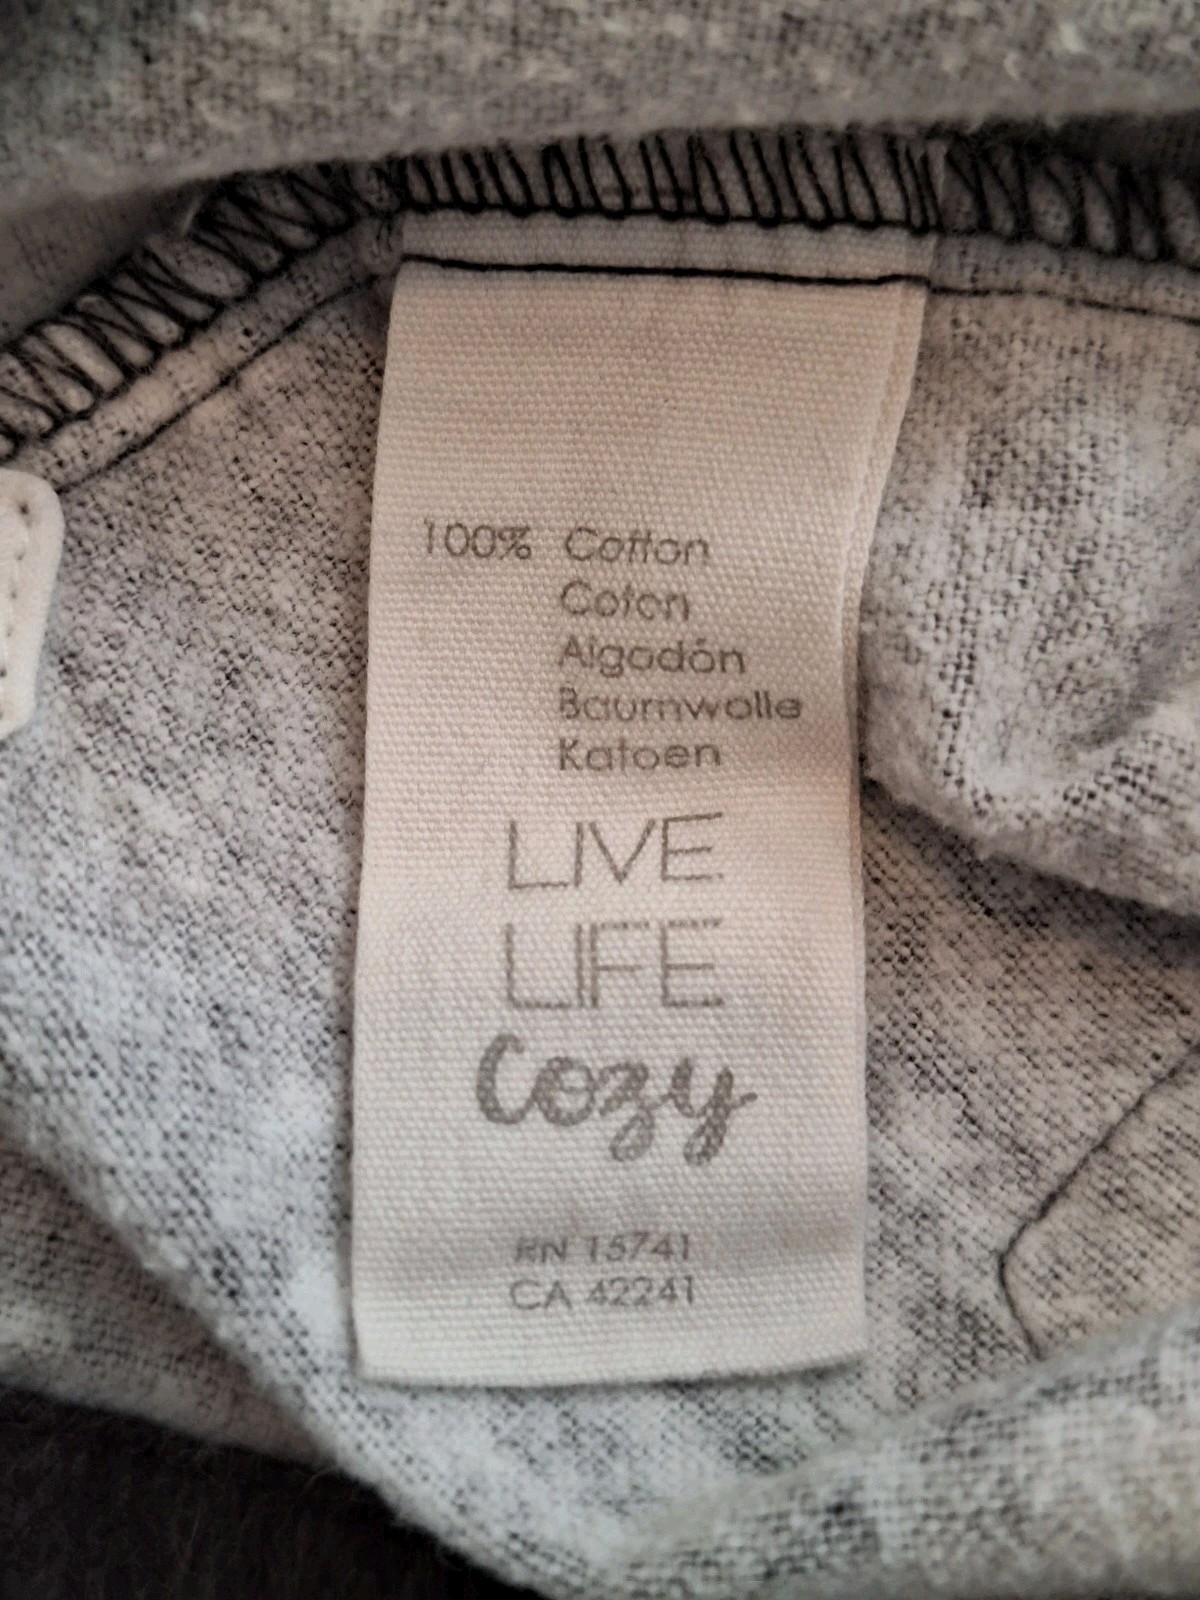 100% Cotton
Coton
Algodón
Baumwolle
Katoen
LIVE
LIFE
Cozy
RN 15741
CA 42241